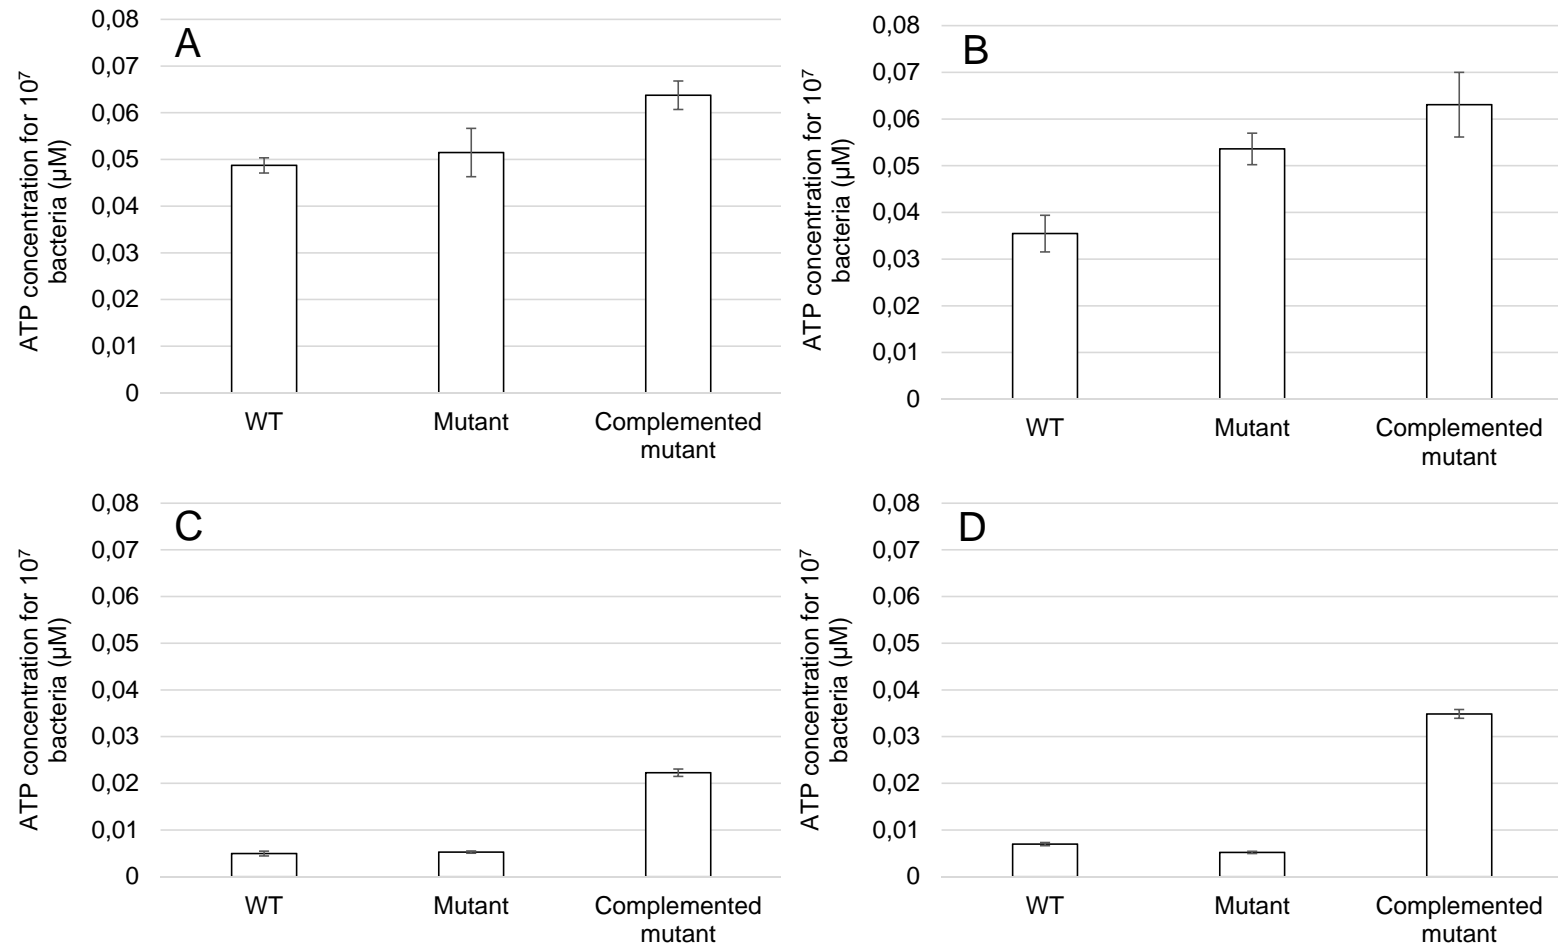 A
ATP concentration for 10⁷
bacteria (µM)
0,08
0,07
0,06
0,05
0,04
0,03
0,02
0,01
0
WT
Mutant
Complemented
mutant
B
ATP concentration for 10⁷
bacteria (µM)
0,08
0,07
0,06
0,05
0,04
0,03
0,02
0,01
0
WT
Mutant
Complemented
mutant
C
ATP concentration for 10⁷
bacteria (µM)
0,08
0,07
0,06
0,05
0,04
0,03
0,02
0,01
0
WT
Mutant
Complemented
mutant
D
ATP concentration for 10⁷
bacteria (µM)
0,08
0,07
0,06
0,05
0,04
0,03
0,02
0,01
0
WT
Mutant
Complemented
mutant